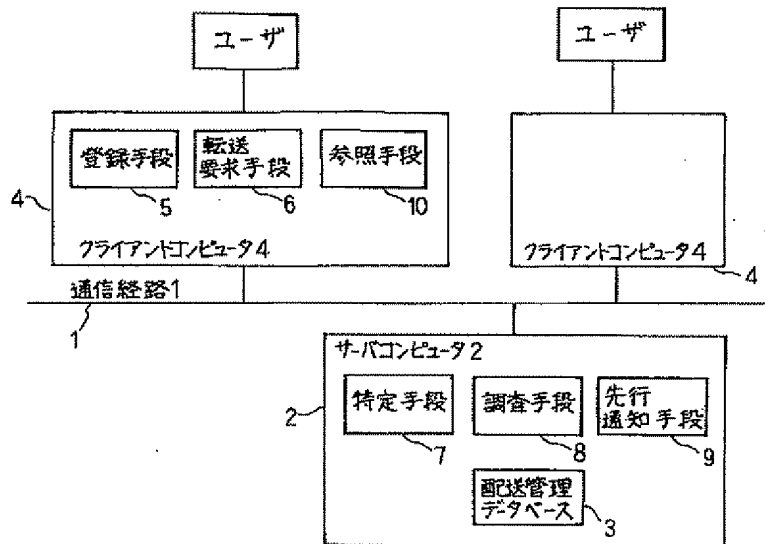 ユーザ
ユーザ
登録手段
転送
要求手段
参照手段
4
5
6
10
クライアントコンピュータ4
クライアントコンピュータ4
4
通信経路1
1
サーバコンピュータ2
2
特定手段
調査手段
先行
通知手段
7
8
9
配送管理
データベース
3